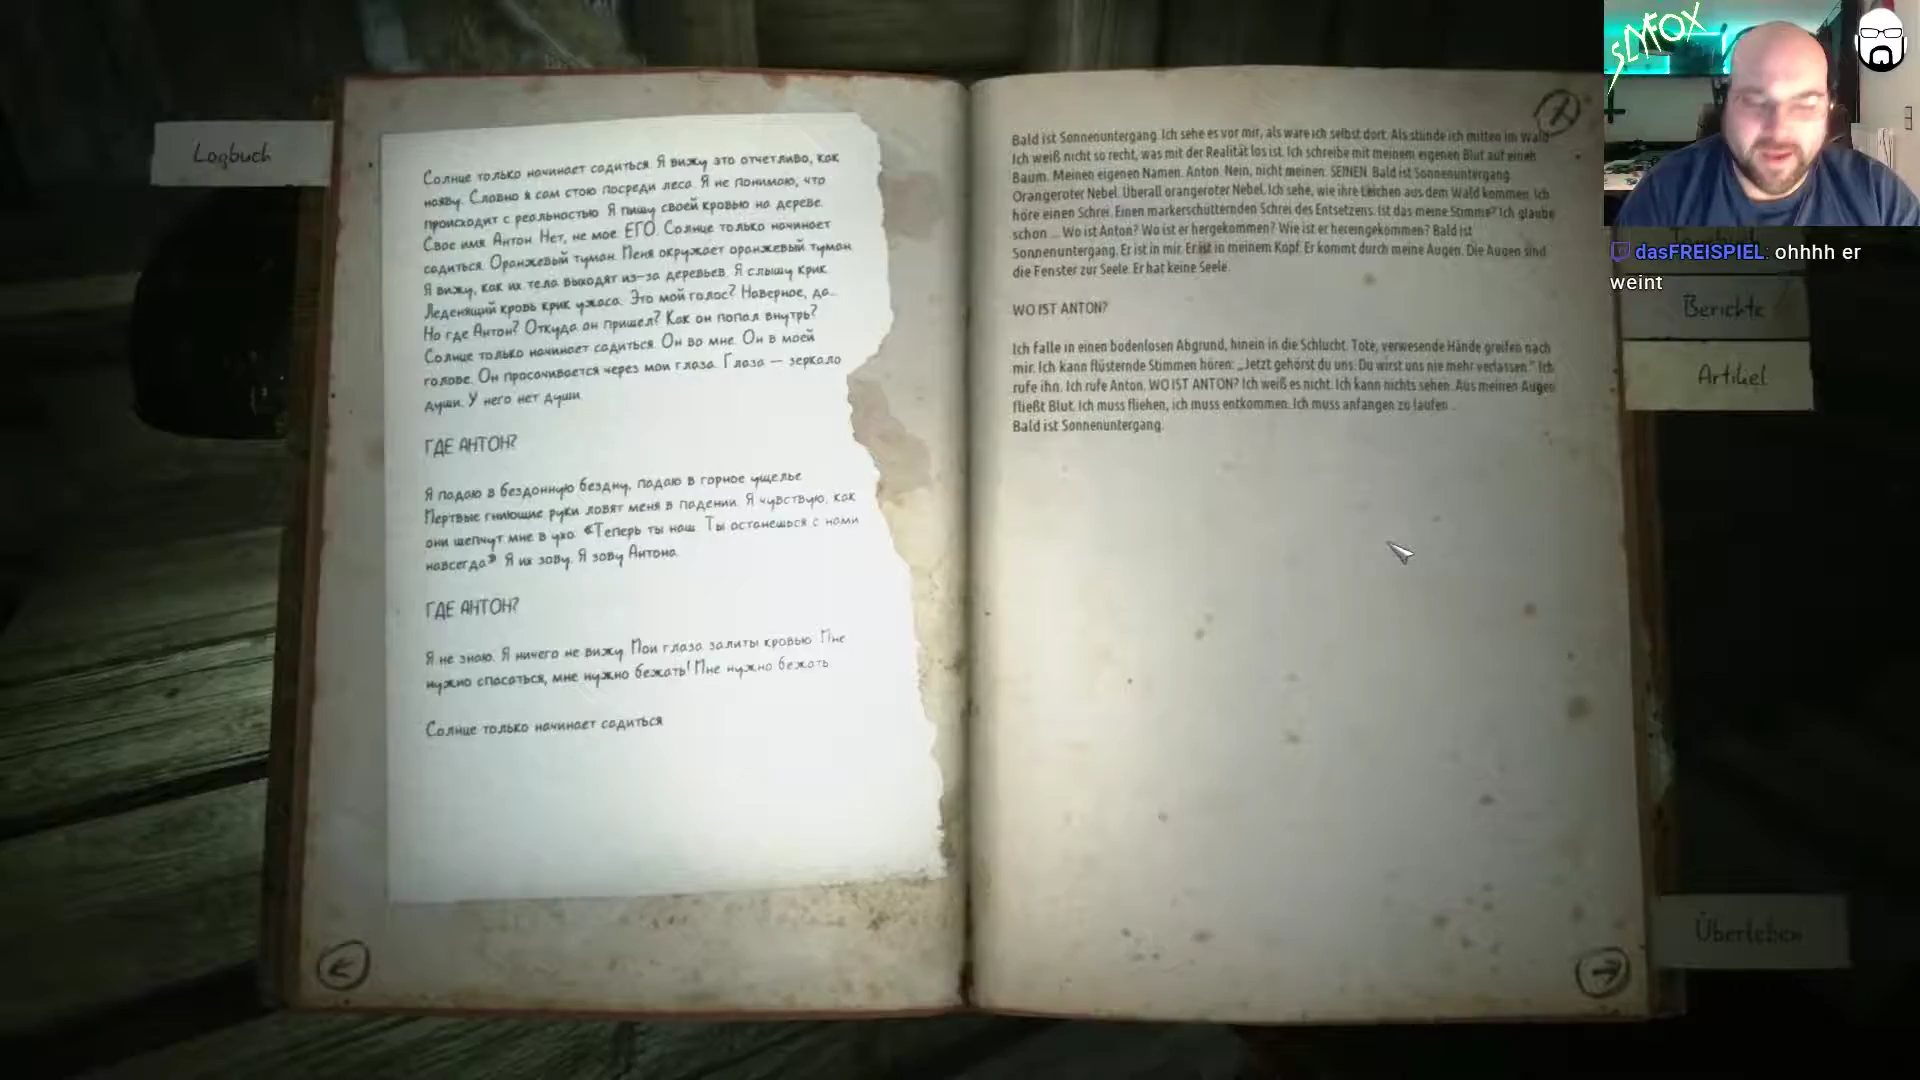 Logbuch
Солнце только начинает садиться. Я вижу это отчетливо, как
наяву. Словно я сам стою посреди леса. Я не понимаю, что
происходит с реальностью. Я пишу своей кровью на дереве.
Свое имя. Антон. Нет, не мое. ЕГО. Солнце только начинает
садиться. Оранжевый туман. Меня окружает оранжевый туман.
Я вижу, как их тела выходят из-за деревьев. Я слышу крик.
Леденящий кровь крик ужаса. Это мой голос? Наверное, да...
Но где Антон? Откуда он пришел? Как он попал внутрь?
Солнце только начинает садиться. Он во мне. Он в моей
голове. Он просачивается через мои глаза. Глаза — зеркало
души. У него нет души.
ГДЕ АНТОН?
Я падаю в бездонную бездну, падаю в горное ущелье.
Мертвые гниющие руки ловят меня в падении. Я чувствую, как
они шепчут мне в ухо: «Теперь ты наш. Ты останешься с нами
навсегда». Я их зову. Я зову Антона.
ГДЕ АНТОН?
Я не знаю. Я ничего не вижу. Мои глаза залиты кровью. Мне
нужно спасаться, мне нужно бежать! Мне нужно бежать...
Солнце только начинает садиться.
Bald ist Sonnenuntergang. Ich sehe es vor mir, als wäre ich selbst dort. Als stünde ich mitten im Wald.
Ich weiß nicht so recht, was mit der Realität los ist. Ich schreibe mit meinem eigenen Blut auf einen
Baum. Meinen eigenen Namen. Anton. Nein, nicht meinen. SEINEN. Bald ist Sonnenuntergang.
Orangeroter Nebel. Überall orangeroter Nebel. Ich sehe, wie ihre Leichen aus dem Wald kommen. Ich
höre einen Schrei. Einen markerschütternden Schrei des Entsetzens. Ist das meine Stimme? Ich glaube
schon ... Wo ist Anton? Wo ist er hergekommen? Wie ist er hereingekommen? Bald ist
Sonnenuntergang. Er ist in mir. Er ist in meinem Kopf. Er kommt durch meine Augen. Die Augen sind
die Fenster zur Seele. Er hat keine Seele.
WO IST ANTON?
Ich falle in einen bodenlosen Abgrund, hinein in die Schlucht. Tote, verwesende Hände greifen nach
mir. Ich kann flüsternde Stimmen hören: „Jetzt gehörst du uns. Du wirst uns nie mehr verlassen.“ Ich
rufe ihn. Ich rufe Anton. WO IST ANTON? Ich weiß es nicht. Ich kann nichts sehen. Aus meinen Augen
fließt Blut. Ich muss fliehen, ich muss entkommen. Ich muss anfangen zu laufen ...
Bald ist Sonnenuntergang.
SLYFOX
dasFREISPIEL: ohhhh er
weint
Berichte
Artikel
Überleben